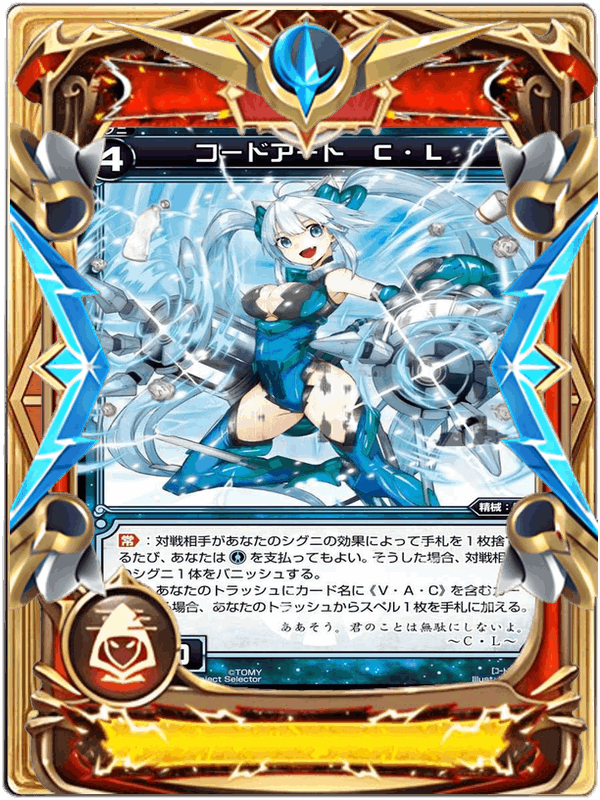 4
コードアート　C・L
精械：
常：対戦相手があなたのシグニの効果によって手札を1枚捨て
るたび、あなたは を支払ってもよい。そうした場合、対戦相
のシグニ1体をバニッシュする。
あなたのトラッシュにカード名に《V・A・C》を含む
場合、あなたのトラッシュからスペル1枚を手札に加える。
ああそう。君のことは無駄にしないよ。
～C・L～
0
©TOMY
ject Selector
Illust